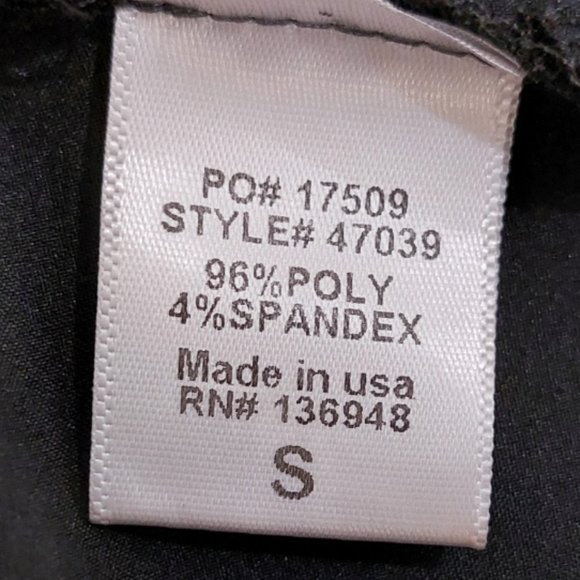 PO# 17509
STYLE# 47039
96%POLY
4%SPANDEX
Made in usa
RN# 136948
S